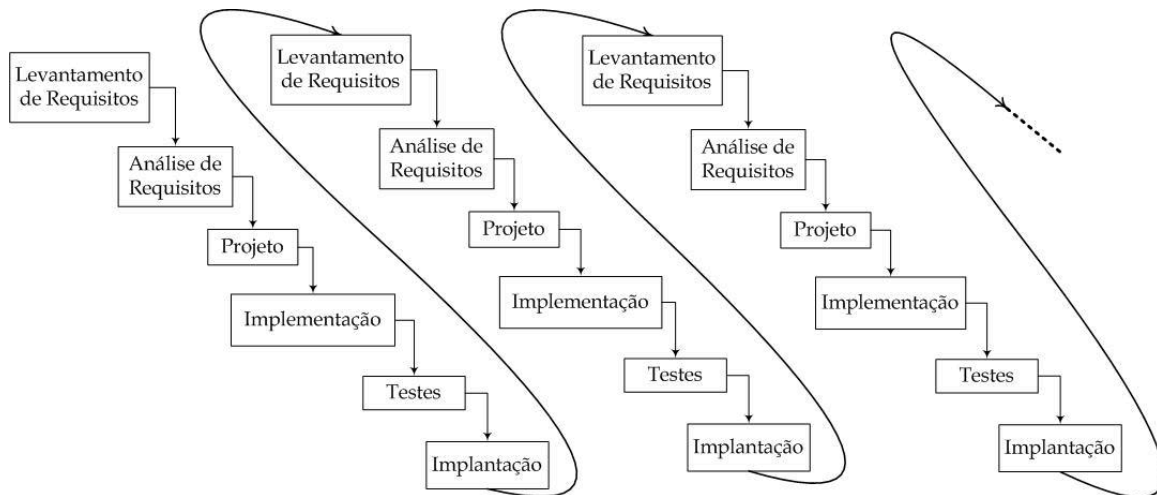 Levantamento
de Requisitos
Análise de
Requisitos
Projeto
Implementação
Testes
Implantação
Levantamento
de Requisitos
Análise de
Requisitos
Projeto
Implementação
Testes
Implantação
Levantamento
de Requisitos
Análise de
Requisitos
Projeto
Implementação
Testes
Implantação